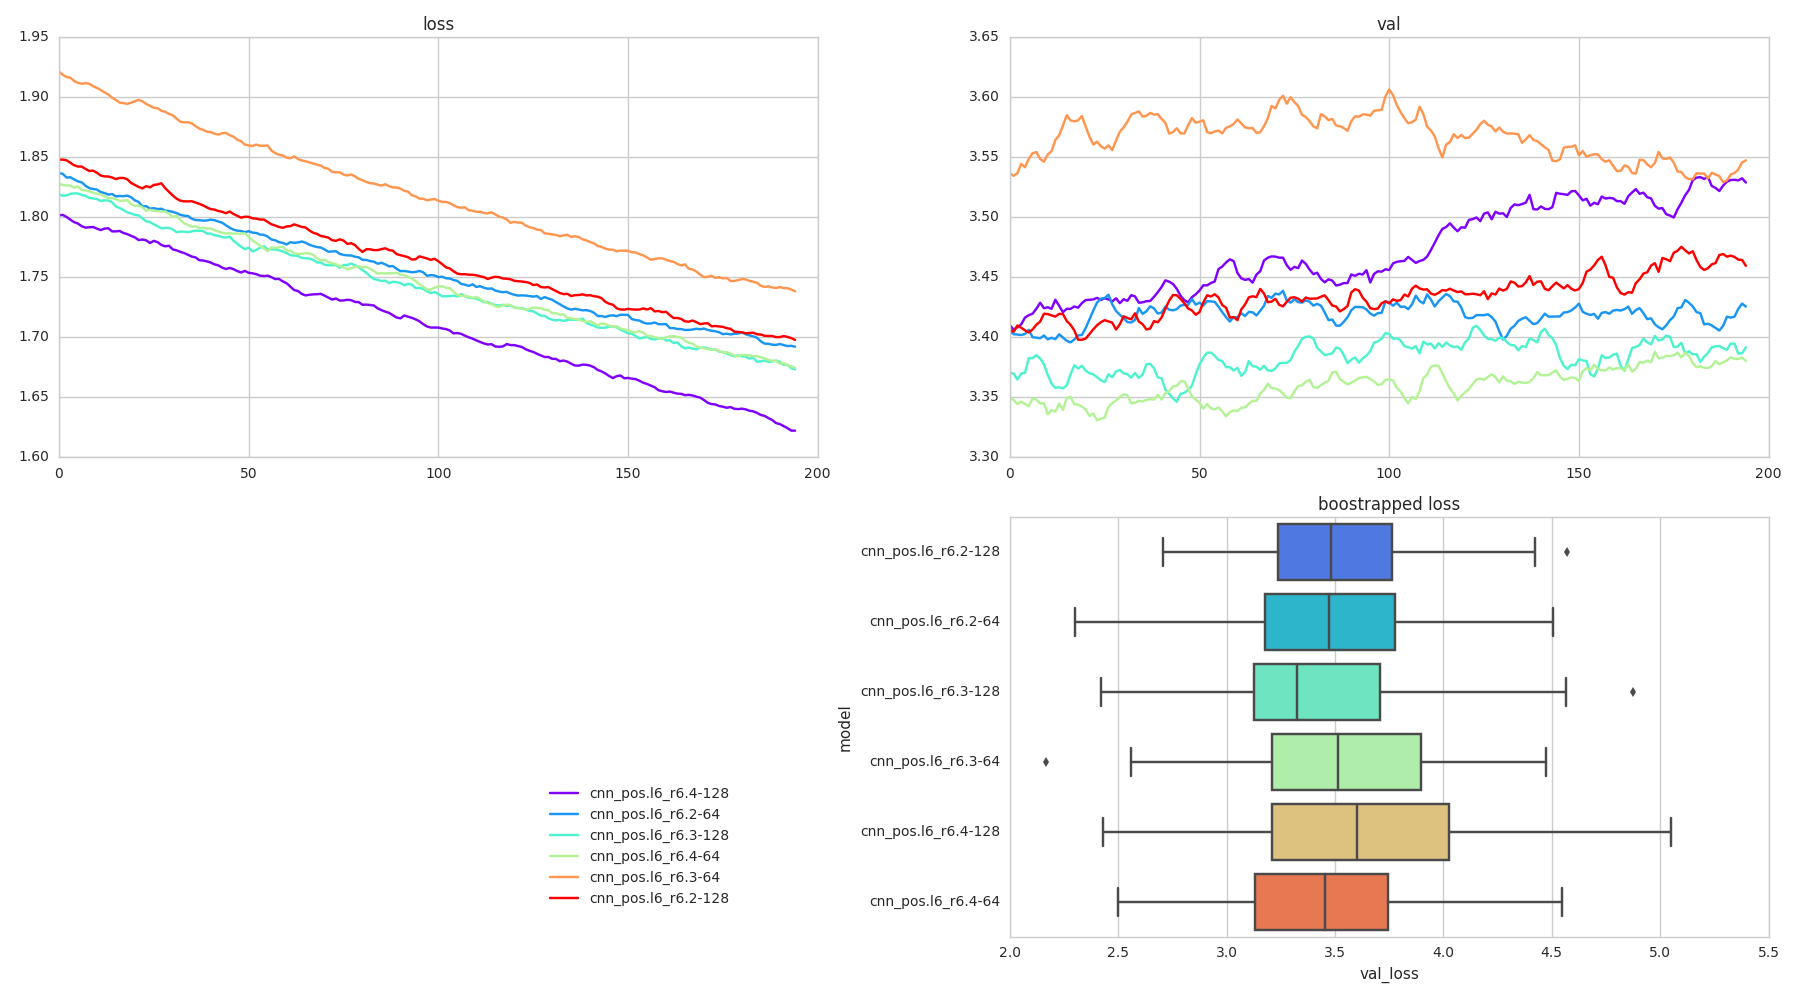 loss
1.95
1.90
1.85
1.80
1.75
1.70
1.65
1.60
0 50 100 150 200
val
3.65
3.60
3.55
3.50
3.45
3.40
3.35
3.30
0 50 100 150 200
cnn_pos.l6_r6.4-128
cnn_pos.l6_r6.2-64
cnn_pos.l6_r6.3-128
cnn_pos.l6_r6.4-64
cnn_pos.l6_r6.3-64
cnn_pos.l6_r6.2-128
boostrapped loss
model
cnn_pos.l6_r6.2-128
cnn_pos.l6_r6.2-64
cnn_pos.l6_r6.3-128
cnn_pos.l6_r6.3-64
cnn_pos.l6_r6.4-128
cnn_pos.l6_r6.4-64
2.0 2.5 3.0 3.5 4.0 4.5 5.0 5.5
val_loss